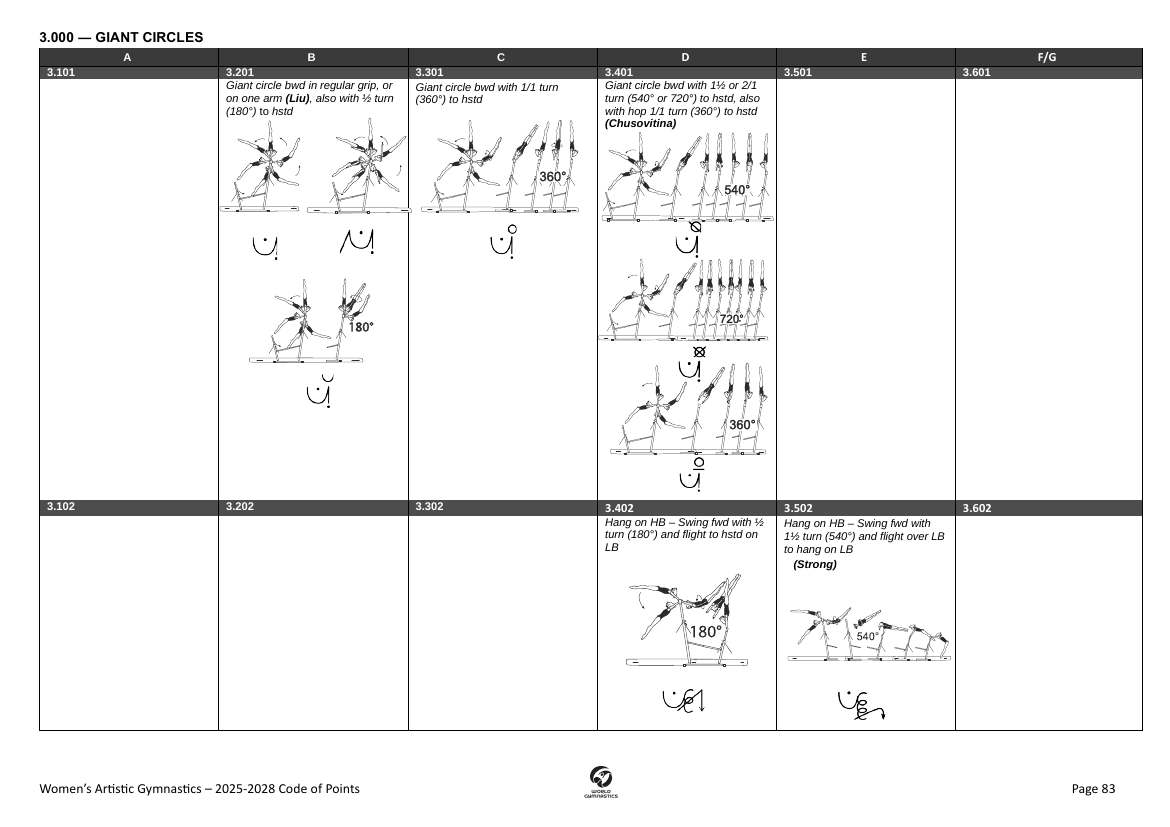 3.000 — GIANT CIRCLES
A B C D E F/G
3.101 3.201 3.301 3.401 3.501 3.601
Giant circle bwd in regular grip, or
on one arm (Liu), also with ½ turn
(180°) to hstd
180°
Giant circle bwd with 1/1 turn
(360°) to hstd
360°
Giant circle bwd with 1½ or 2/1
turn (540° or 720°) to hstd, also
with hop 1/1 turn (360°) to hstd
(Chusovitina)
540°
720°
360°
3.102 3.202 3.302 3.402 3.502 3.602
Hang on HB – Swing fwd with ½
turn (180°) and flight to hstd on
LB
180°
Hang on HB – Swing fwd with
1½ turn (540°) and flight over LB
to hang on LB
(Strong)
540°
Women's Artistic Gymnastics – 2025-2028 Code of Points
WORLD
GYMNASTICS
Page 83